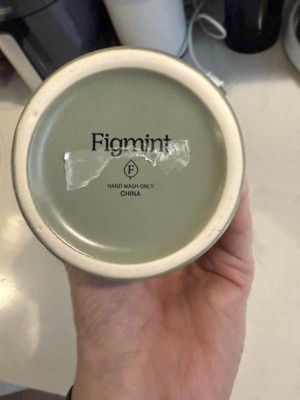 Figmint
F
HAND WASH ONLY
CHINA